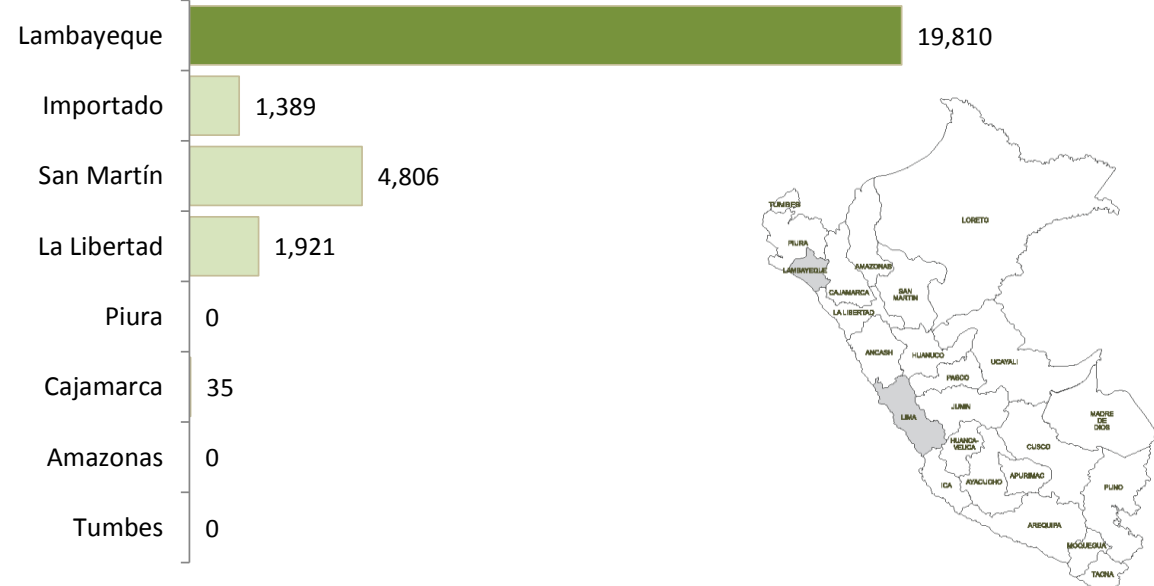 Lambayeque 19,810
Importado 1,389
San Martín 4,806
La Libertad 1,921
Piura 0
Cajamarca 35
Amazonas 0
Tumbes 0
TUMBES
LORETO
PIURA
LAMBAYEQUE
AMAZONAS
CAJAMARCA
SAN
MARTIN
LA LIBERTAD
ANCASH
HUANUCO
UCAYALI
PASCO
LIMA
JUNIN
MADRE
DE
DIOS
HUANCA-
VELICA
CUSCO
ICA
AYACUCHO
APURIMAC
PUNO
AREQUIPA
MOQUEGUA
TACNA